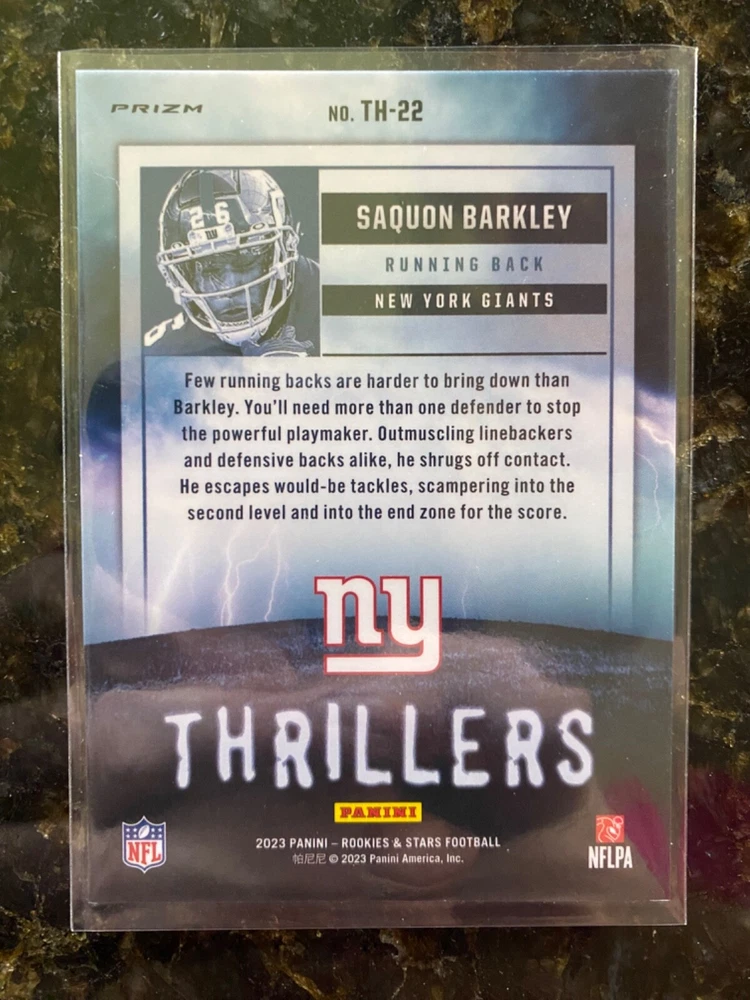 PRIZM
NO. TH-22
26
ny
SAQUON BARKLEY
RUNNING BACK
NEW YORK GIANTS
Few running backs are harder to bring down than
Barkley. You'll need more than one defender to stop
the powerful playmaker. Outmuscling linebackers
and defensive backs alike, he shrugs off contact.
He escapes would-be tackles, scampering into the
second level and into the end zone for the score.
ny
THRILLERS
PANINI
NFL
2023 PANINI – ROOKIES & STARS FOOTBALL
帕尼尼 © 2023 Panini America, Inc.
NFLPA